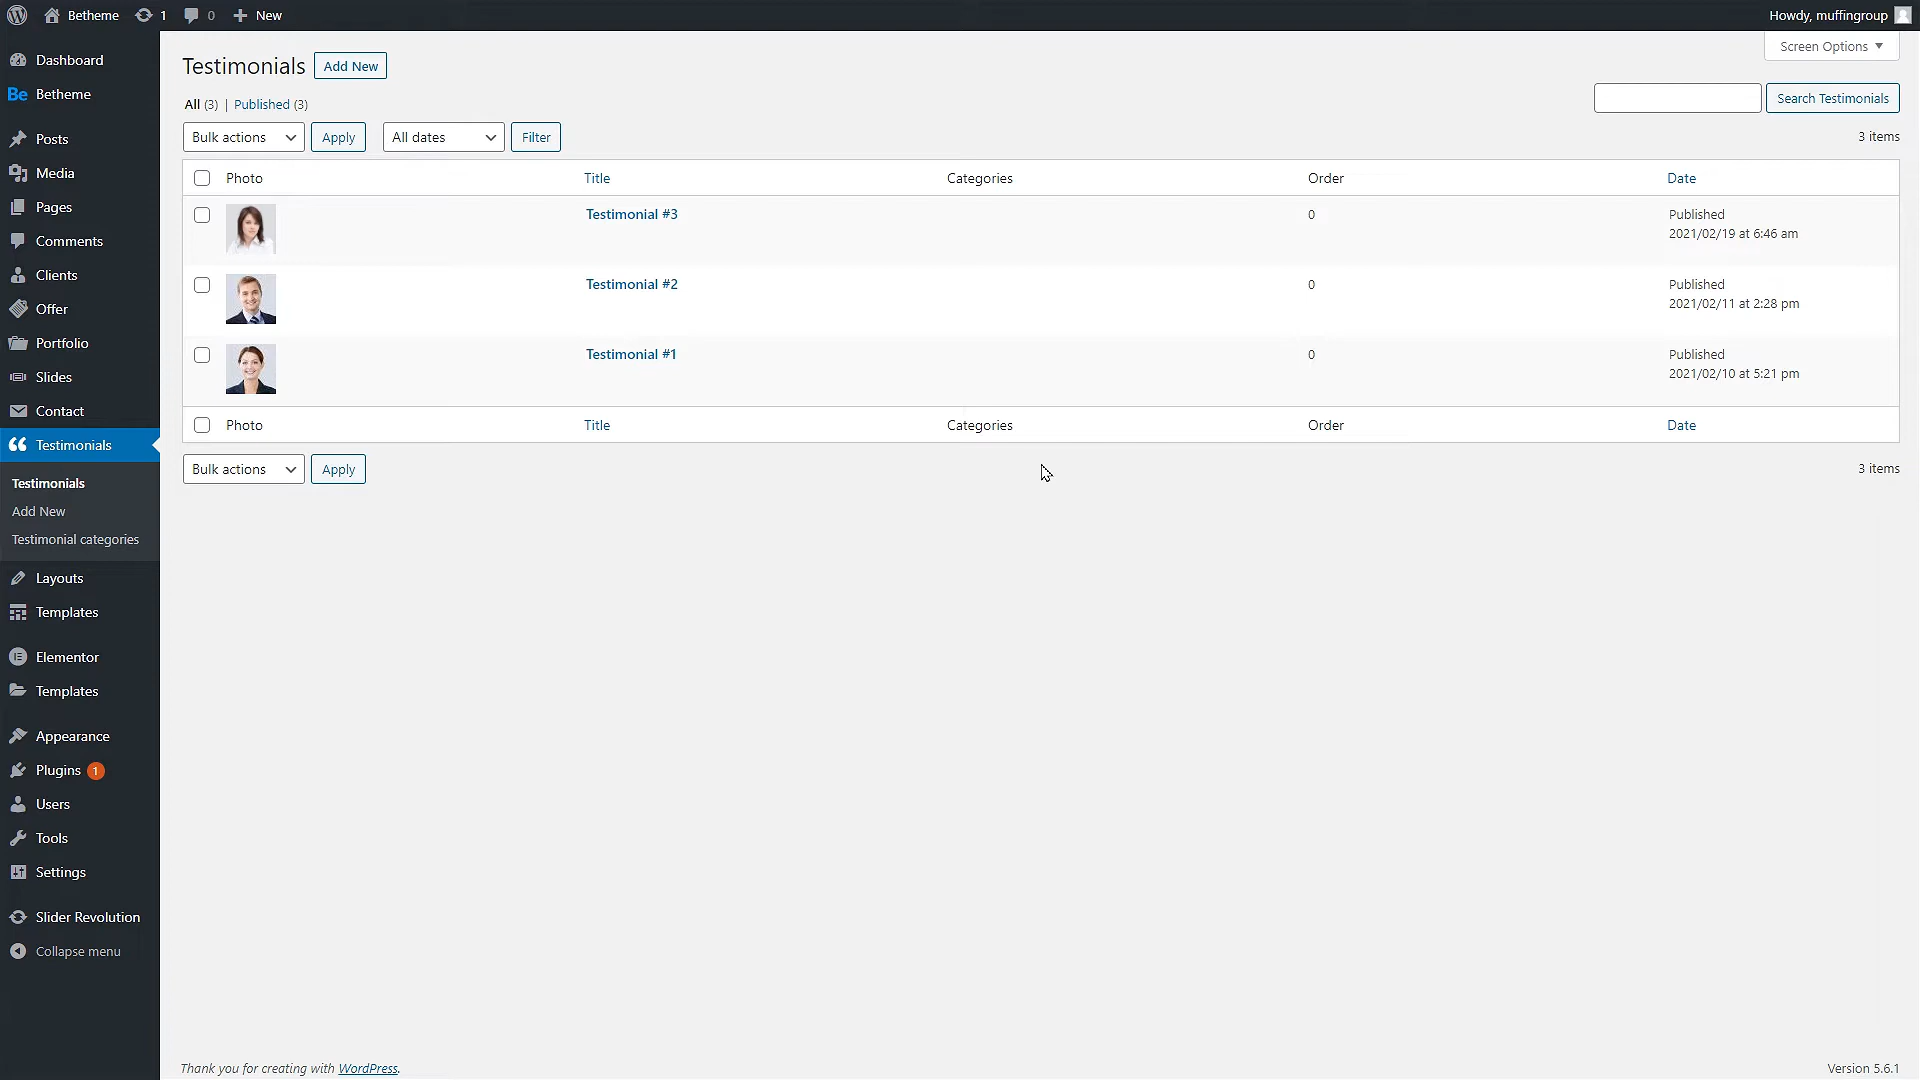 Betheme 1 0 New Howdy, muffingroup
Screen Options
Dashboard
Be Betheme
Posts
Media
Pages
Comments
Clients
Offer
Portfolio
Slides
Contact
Testimonials
Testimonials
Add New
Testimonial categories
Layouts
Templates
Elementor
Templates
Appearance
Plugins 1
Users
Tools
Settings
Slider Revolution
Collapse menu
Testimonials Add New
All (3) | Published (3)
Search Testimonials
Bulk actions Apply All dates Filter 3 items
Photo Title Categories Order Date
Testimonial #3 0 Published
2021/02/19 at 6:46 am
Testimonial #2 0 Published
2021/02/11 at 2:28 pm
Testimonial #1 0 Published
2021/02/10 at 5:21 pm
Photo Title Categories Order Date
Bulk actions Apply 3 items
Thank you for creating with WordPress. Version 5.6.1